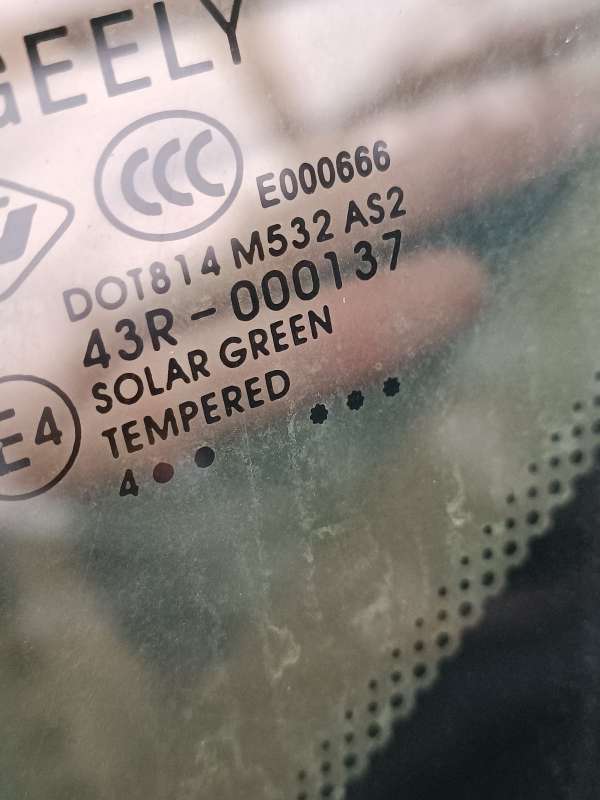 GEELY
CCC
E000666
DOT814 M532 AS2
43R - 000137
E4
SOLAR GREEN
TEMPERED
4